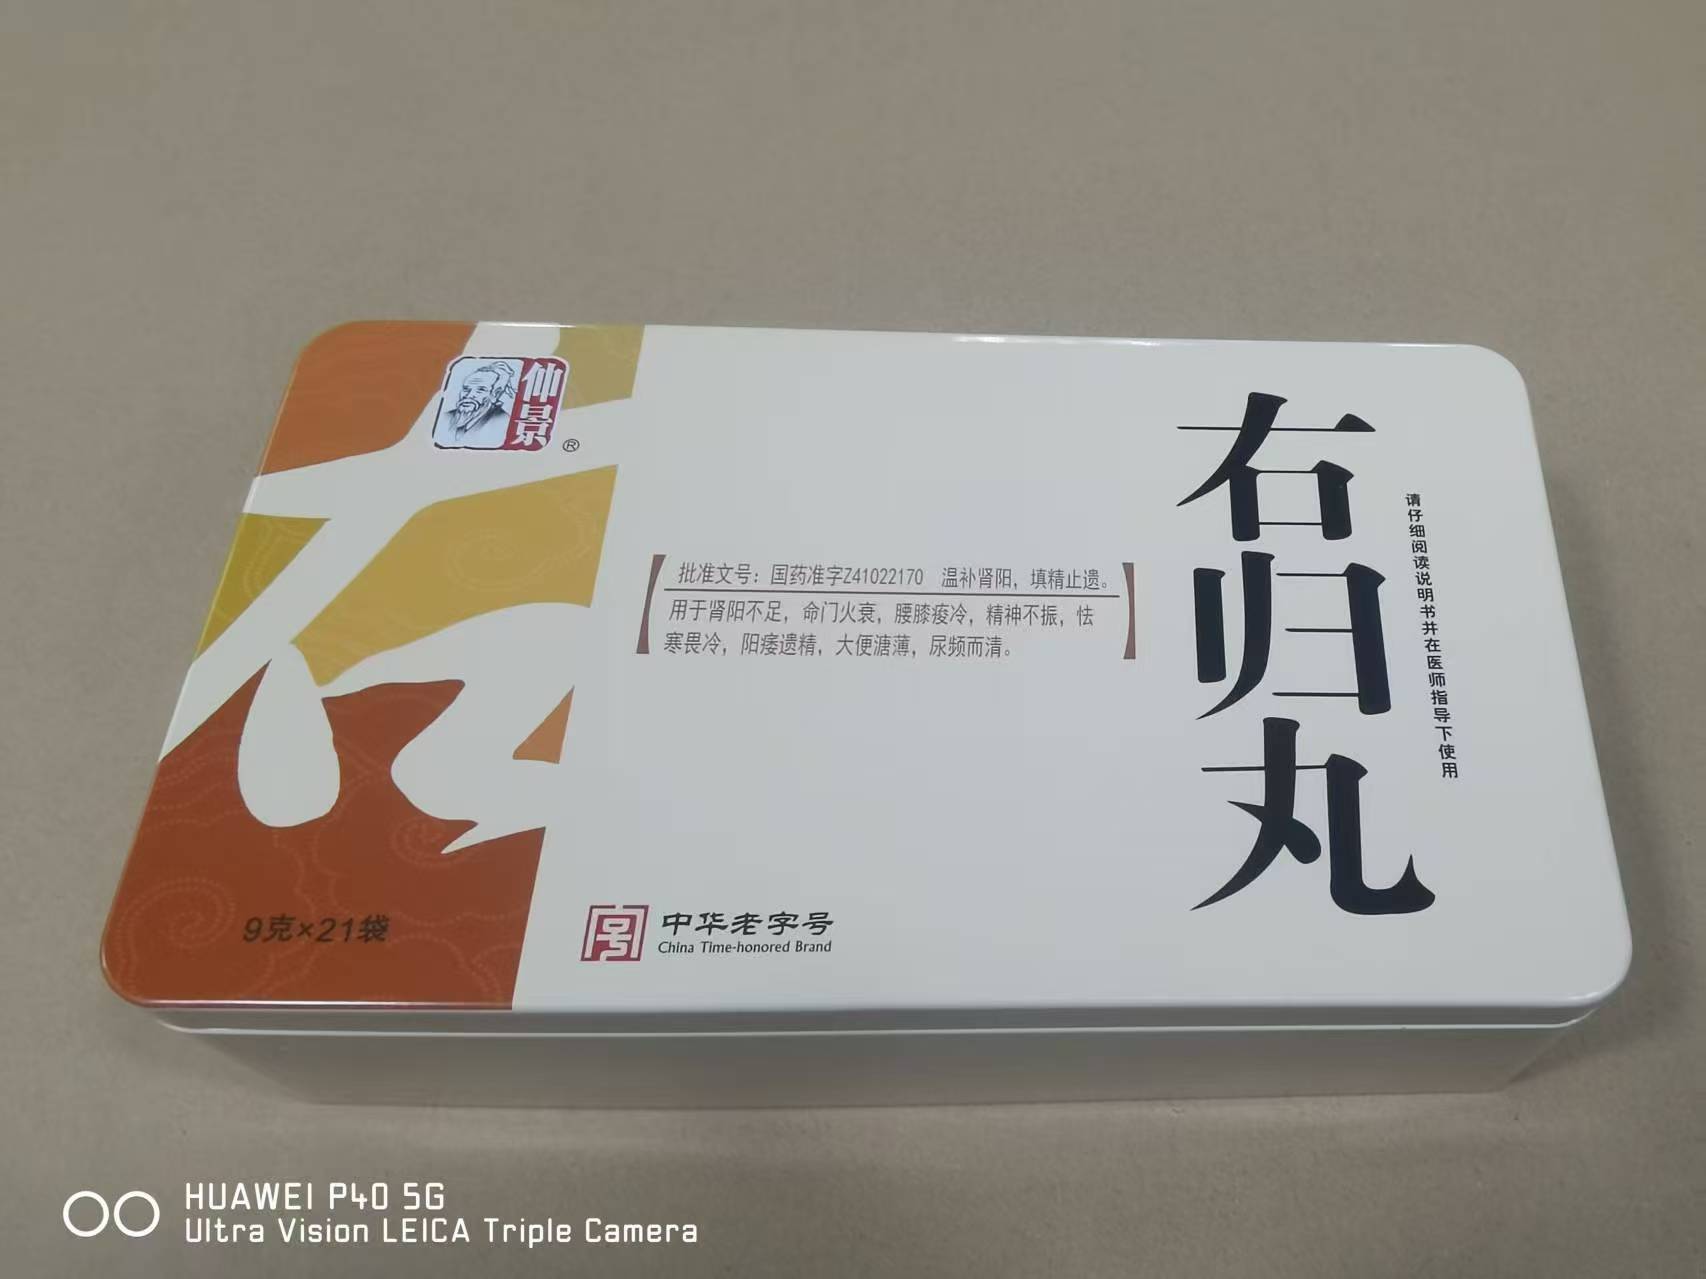 仲景
®
批准文号：国药准字Z41022170 温补肾阳，填精止遗。
用于肾阳不足，命门火衰，腰膝痠冷，精神不振，怯
寒畏冷，阳痿遗精，大便溏薄，尿频而清。
右归丸
请仔细阅读说明书并在医师指导下使用
9克×21袋
中华老字号
China Time-honored Brand
HUAWEI P40 5G
Ultra Vision LEICA Triple Camera